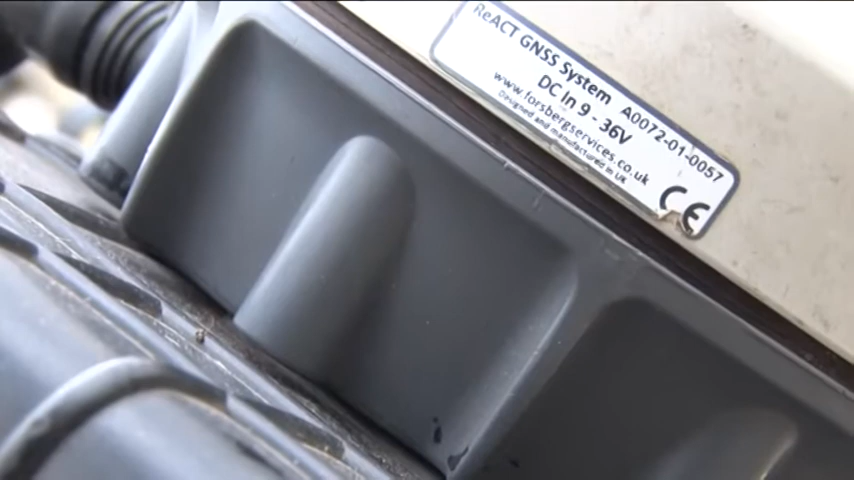 ReACT GNSS System A0072-01-0057
DC In 9 - 36V
www.forsbergservices.co.uk
Designed and manufactured in UK
CE